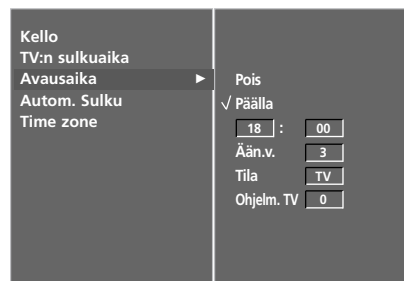 Kello
TV:n sulkuaika
Avausaika ►
Autom. Sulku
Time zone
Pois
√ Päälla
18 : 00
Ään.v. 3
Tila TV
Ohjelm. TV 0